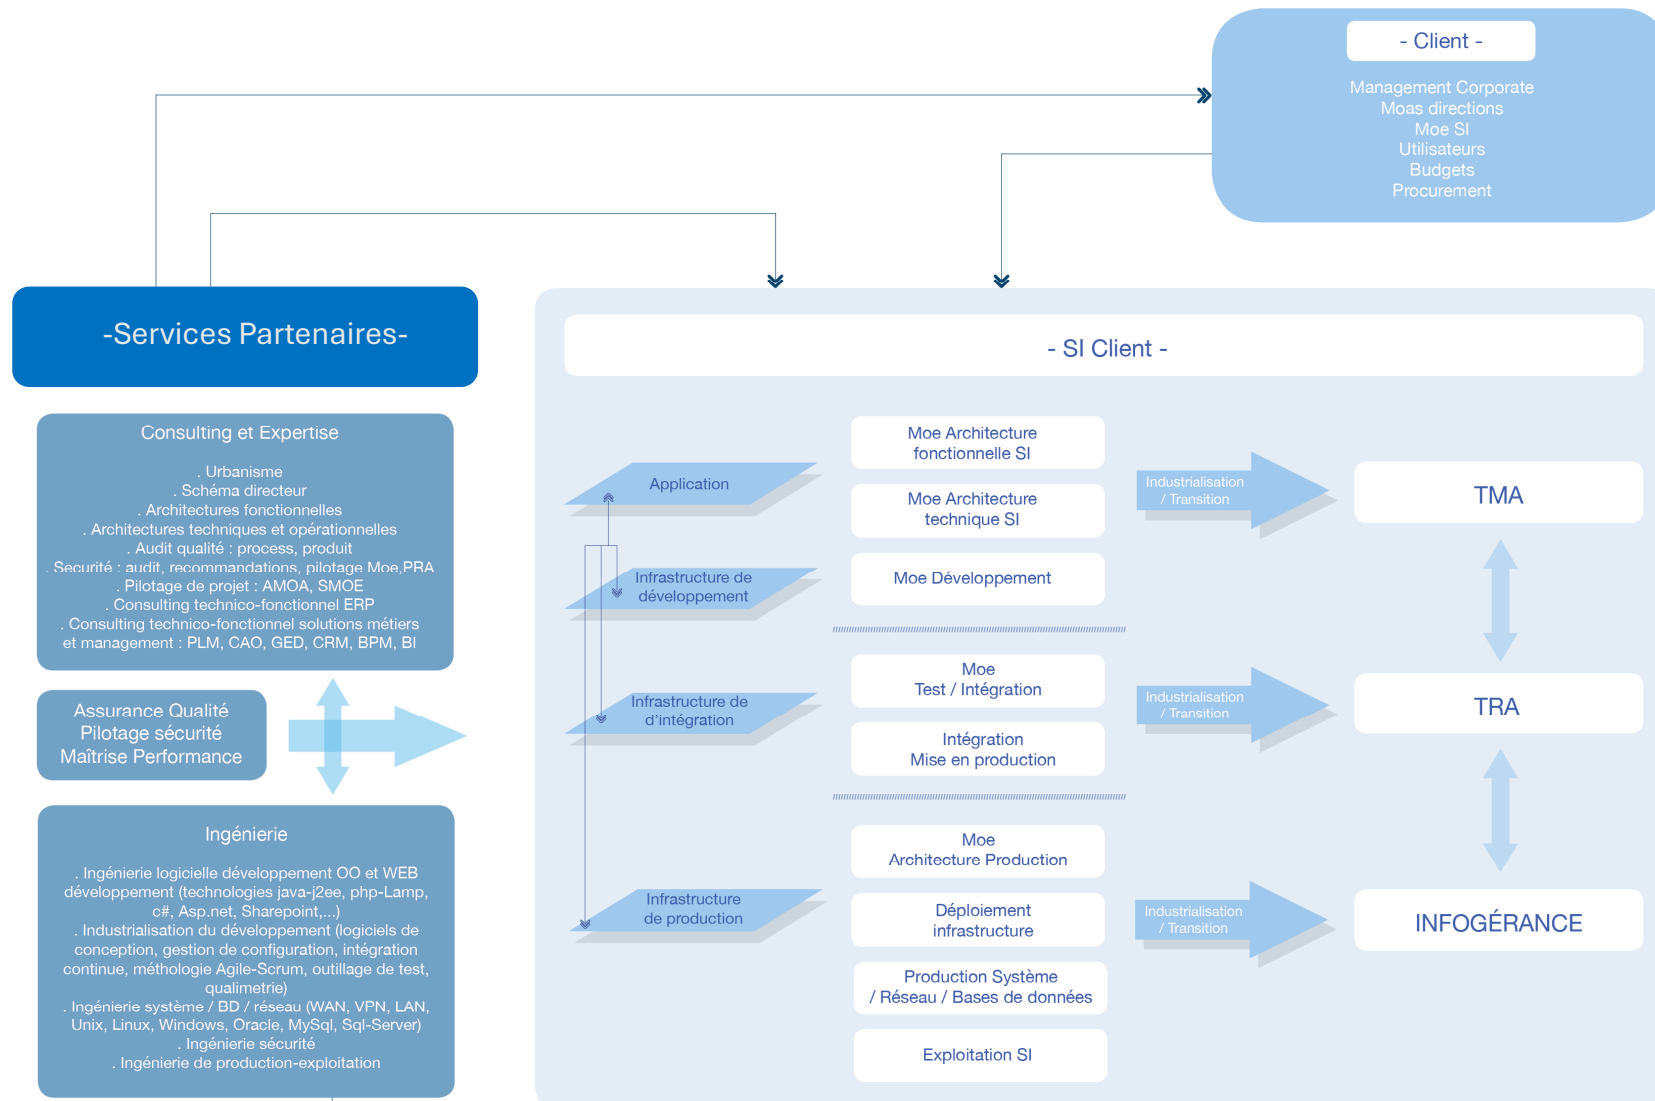 - Client -
Management Corporate
Moas directions
Moe SI
Utilisateurs
Budgets
Procurement
-Services Partenaires-
Consulting et Expertise
. Urbanisme
. Schéma directeur
. Architectures fonctionnelles
. Architectures techniques et opérationnelles
. Audit qualité : process, produit
. Securité : audit, recommandations, pilotage Moe,PRA
. Pilotage de projet : AMOA, SMOE
. Consulting technico-fonctionnel ERP
. Consulting technico-fonctionnel solutions métiers
et management : PLM, CAO, GED, CRM, BPM, BI
Assurance Qualité
Pilotage sécurité
Maîtrise Performance
Ingénierie
. Ingénierie logicielle développement OO et WEB
développement (technologies java-j2ee, php-Lamp,
c#, Asp.net, Sharepoint,...)
. Industrialisation du développement (logiciels de
conception, gestion de configuration, intégration
continue, méthologie Agile-Scrum, outillage de test,
qualimetrie)
. Ingénierie système / BD / réseau (WAN, VPN, LAN,
Unix, Linux, Windows, Oracle, MySql, Sql-Server)
. Ingénierie sécurité
. Ingénierie de production-exploitation
- SI Client -
Application
Moe Architecture
fonctionnelle SI
Moe Architecture
technique SI
Industrialisation
/ Transition
TMA
Infrastructure de
développement
Moe Développement
Infrastructure de
d'intégration
Moe
Test / Intégration
Intégration
Mise en production
Industrialisation
/ Transition
TRA
Infrastructure
de production
Moe
Architecture Production
Déploiement
infrastructure
Production Système
/ Réseau / Bases de données
Exploitation SI
Industrialisation
/ Transition
INFOGÉRANCE